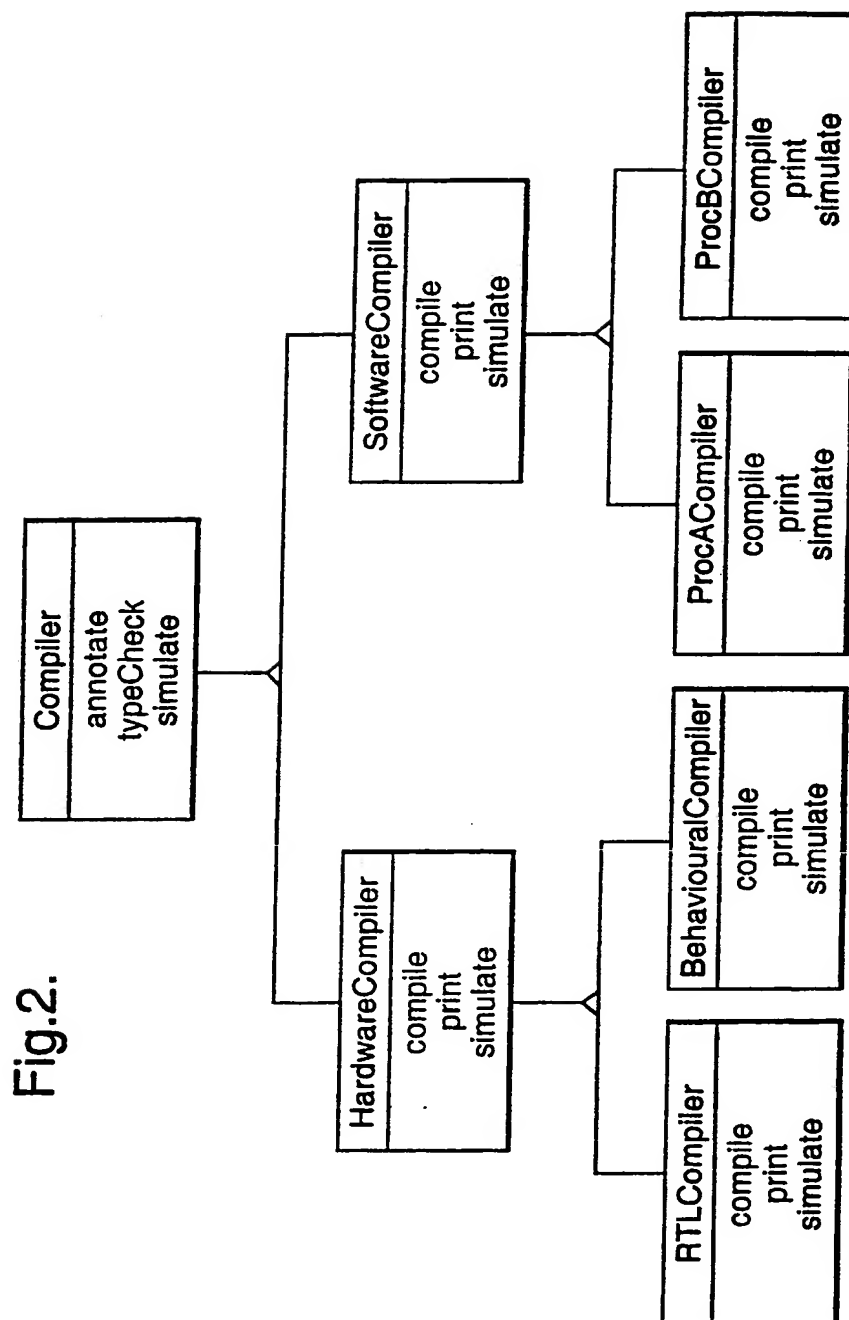 Fig.2.
Compiler
annotate
typeCheck
simulate
HardwareCompiler
compile
print
simulate
SoftwareCompiler
compile
print
simulate
RTLCompiler
compile
print
simulate
BehaviouralCompiler
compile
print
simulate
ProcACompiler
compile
print
simulate
ProcBCompiler
compile
print
simulate